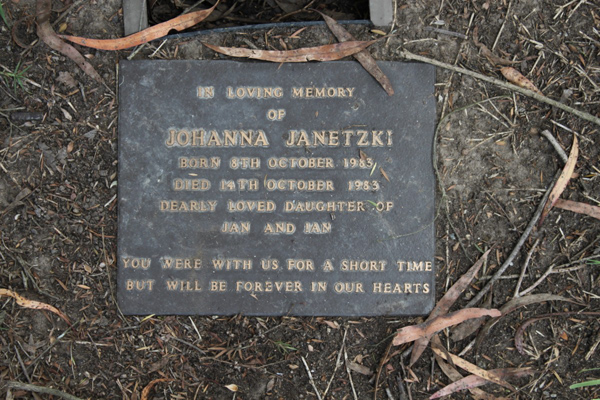 IN LOVING MEMORY
OF
JOHANNA JANETZKI
BORN 8TH OCTOBER 1983
DIED 14TH OCTOBER 1983
DEARLY LOVED DAUGHTER OF
JAN AND IAN
YOU WERE WITH US FOR A SHORT TIME
BUT WILL BE FOREVER IN OUR HEARTS